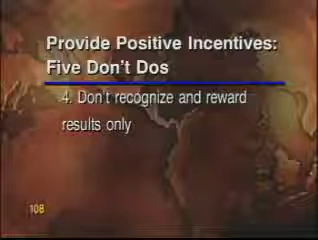 Provide Positive Incentives:
Five Don't Dos
4. Don't recognize and reward
results only
108